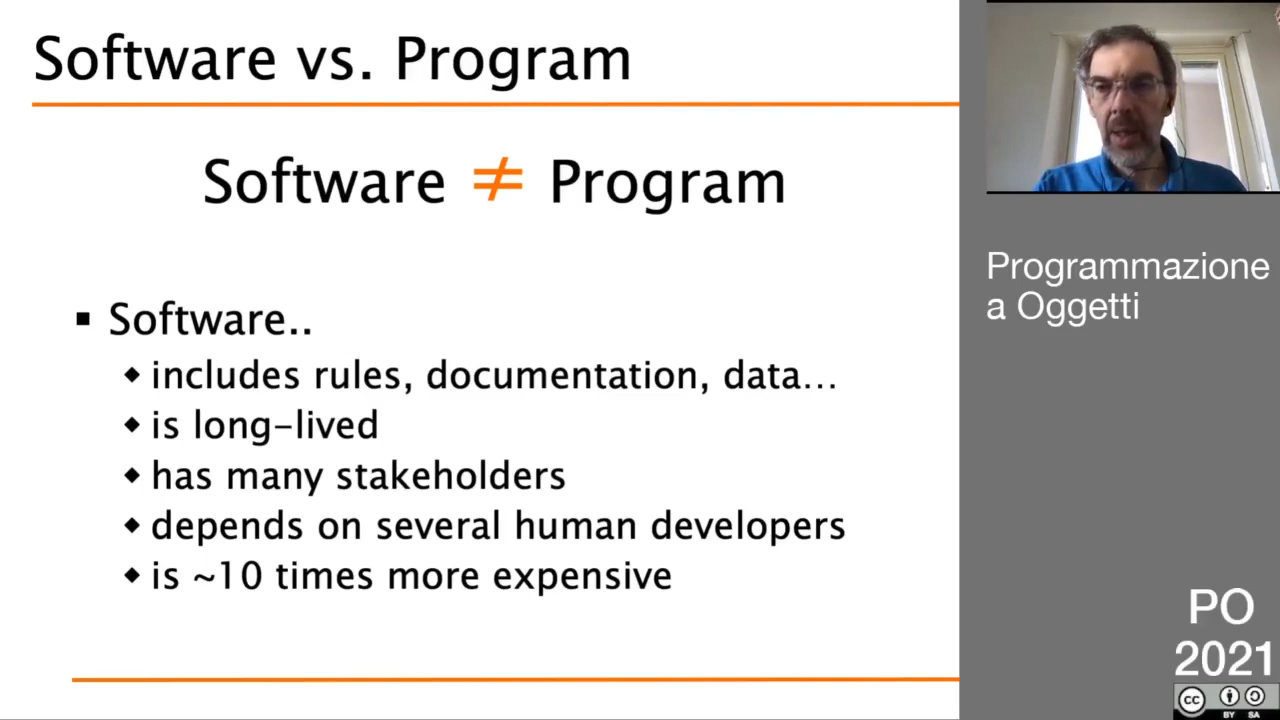 Software vs. Program
Software ≠ Program
▪ Software..
◆ includes rules, documentation, data...
◆ is long-lived
◆ has many stakeholders
◆ depends on several human developers
◆ is ~10 times more expensive
Programmazione
a Oggetti
PO
2021
cc
BY SA